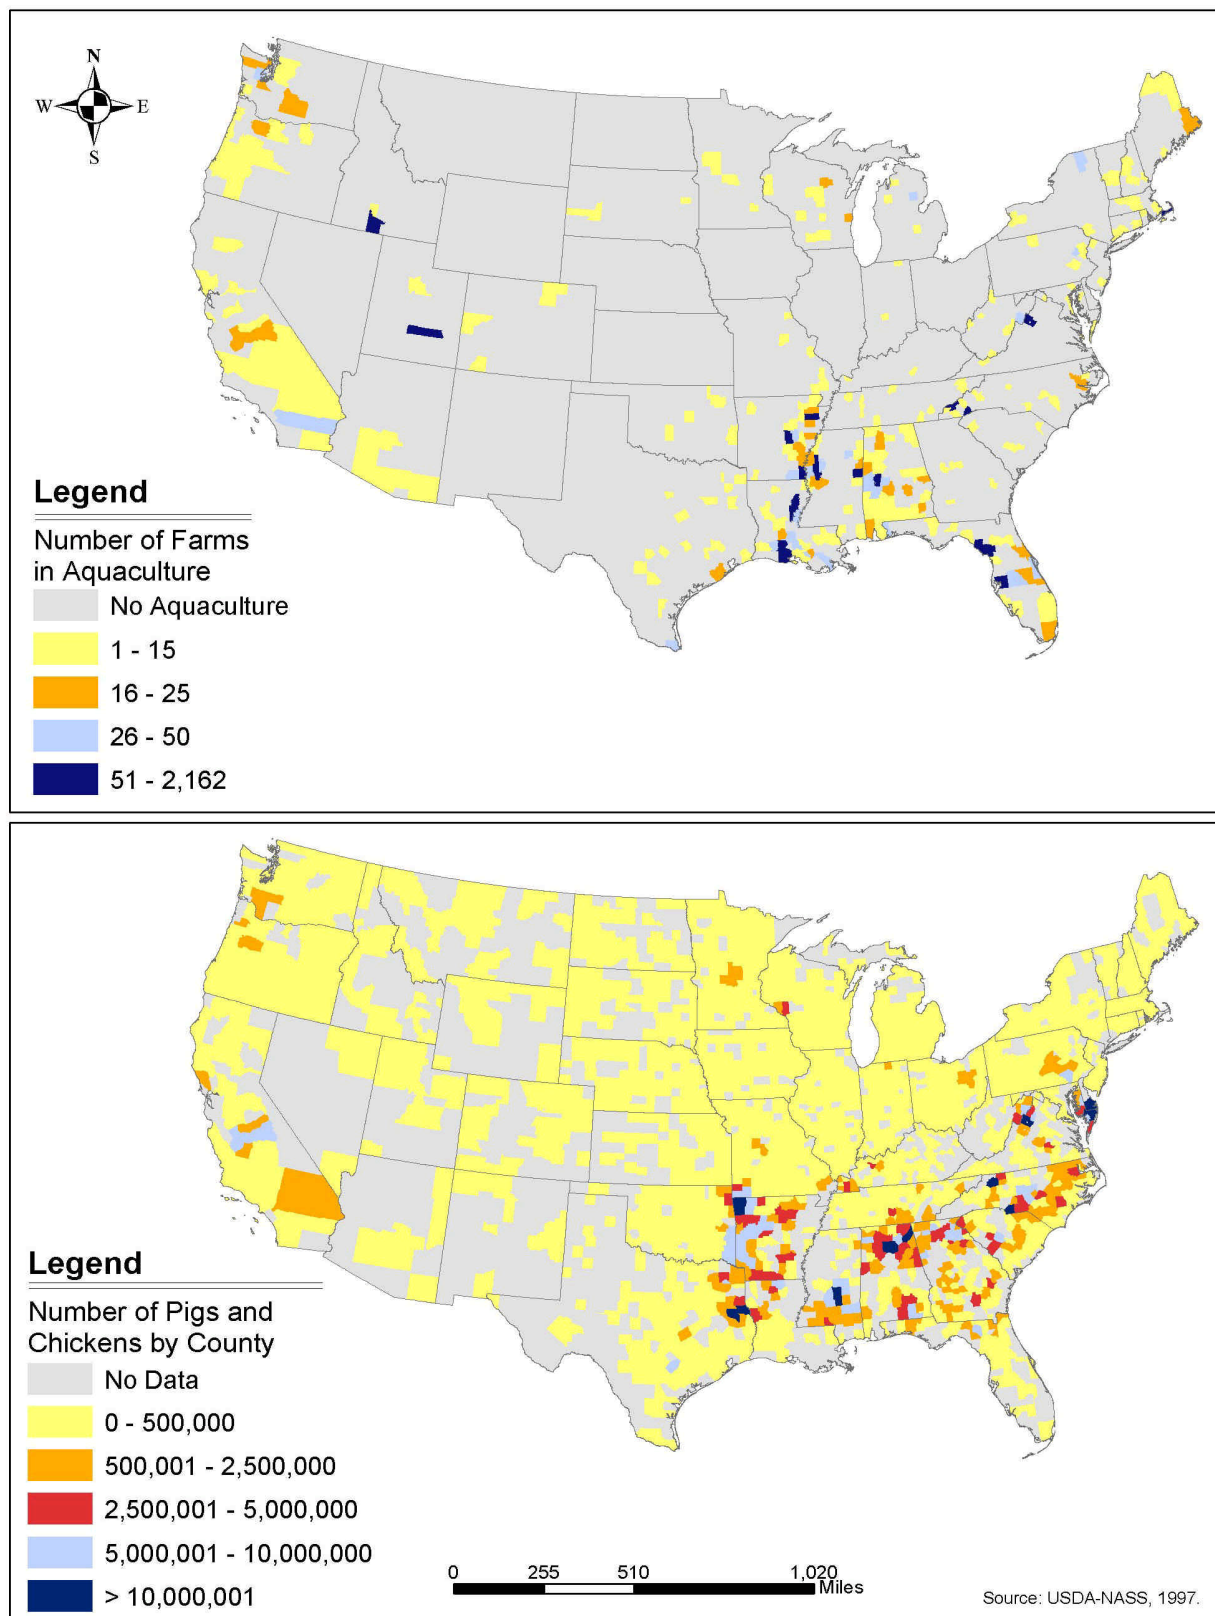 N
W E
S
Legend
Number of Farms
in Aquaculture
No Aquaculture
1 - 15
16 - 25
26 - 50
51 - 2,162
Legend
Number of Pigs and
Chickens by County
No Data
0 - 500,000
500,001 - 2,500,000
2,500,001 - 5,000,000
5,000,001 - 10,000,000
> 10,000,001
0 255 510 1,020
Miles
Source: USDA-NASS, 1997.